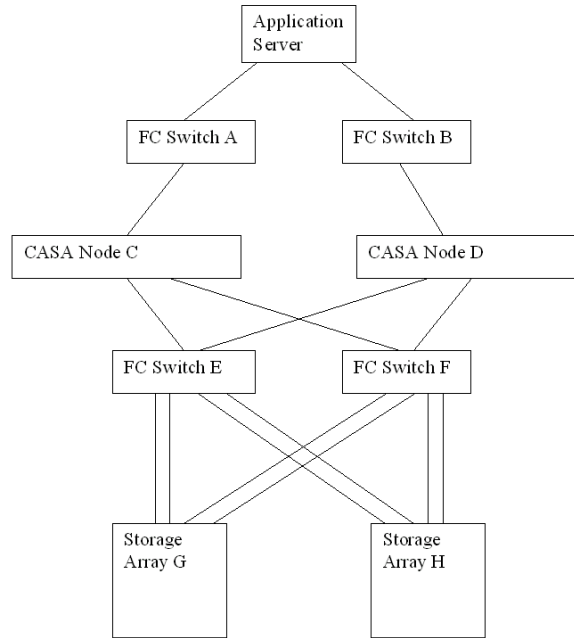 Application
Server
FC Switch A
FC Switch B
CASA Node C
CASA Node D
FC Switch E
FC Switch F
Storage
Array G
Storage
Array H